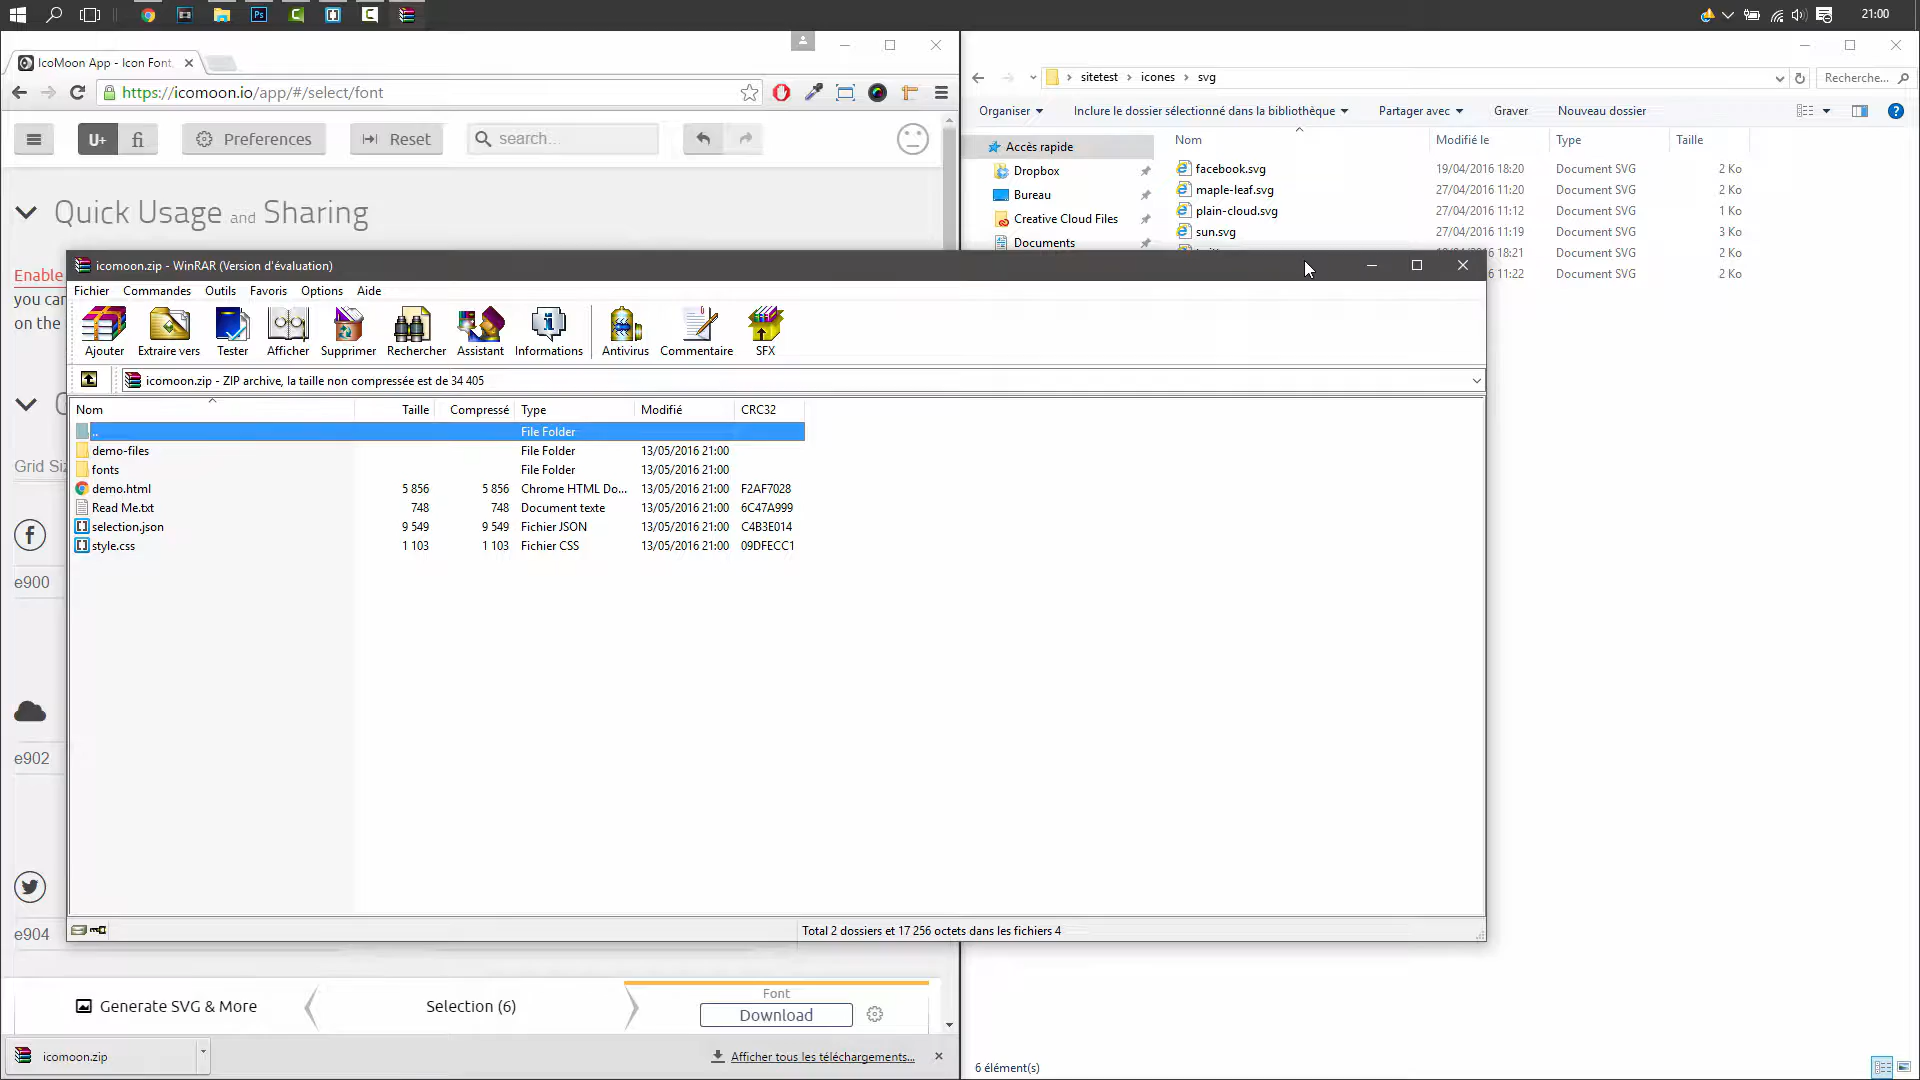 21:00
IcoMoon App - Icon Font
https://icomoon.io/app/#/select/font
U+
fi
Preferences
Reset
search...
Quick Usage and Sharing
Enable
you can
on the
Grid Siz
e900
e902
e904
Generate SVG & More
Selection (6)
Font
Download
icomoon.zip
Afficher tous les téléchargements...
sitetest
icones
svg
Recherche...
Organiser
Inclure le dossier sélectionné dans la bibliothèque
Partager avec
Graver
Nouveau dossier
Accès rapide
Dropbox
Bureau
Creative Cloud Files
Documents
Nom Modifié le Type Taille
facebook.svg 19/04/2016 18:20 Document SVG 2 Ko
maple-leaf.svg 27/04/2016 11:20 Document SVG 2 Ko
plain-cloud.svg 27/04/2016 11:12 Document SVG 1 Ko
sun.svg 27/04/2016 11:19 Document SVG 3 Ko
18:21 Document SVG 2 Ko
11:22 Document SVG 2 Ko
6 élément(s)
icomoon.zip - WinRAR (Version d'évaluation)
Fichier Commandes Outils Favoris Options Aide
Ajouter Extraire vers Tester Afficher Supprimer Rechercher Assistant Informations Antivirus Commentaire SFX
icomoon.zip - ZIP archive, la taille non compressée est de 34 405
Nom Taille Compressé Type Modifié CRC32
.. File Folder
demo-files File Folder 13/05/2016 21:00
fonts File Folder 13/05/2016 21:00
demo.html 5 856 5 856 Chrome HTML Do... 13/05/2016 21:00 F2AF7028
Read Me.txt 748 748 Document texte 13/05/2016 21:00 6C47A999
selection.json 9 549 9 549 Fichier JSON 13/05/2016 21:00 C4B3E014
style.css 1 103 1 103 Fichier CSS 13/05/2016 21:00 09DFECC1
Total 2 dossiers et 17 256 octets dans les fichiers 4